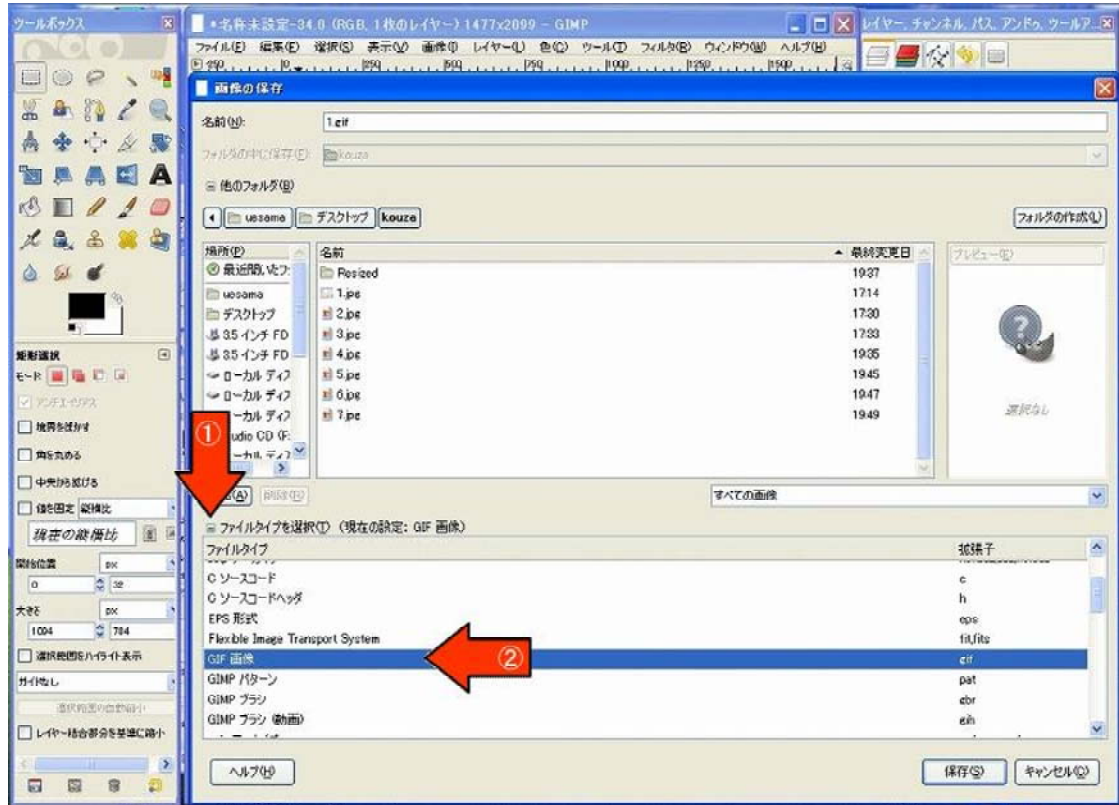 ツールボックス
*名称未設定-34.0 (RGB, 1枚のレイヤー) 1477x2099 – GIMP
レイヤー, チャンネル, パス, アンドゥ, ツールア...
ファイル(F) 編集(E) 選択(S) 表示(V) 画像(I) レイヤー(L) 色(C) ツール(T) フィルタ(R) ウィンドウ(W) ヘルプ(H)
画像の保存
名前(N):
1.gif
フォルダの中に保存(F):
kouza
他のフォルダ(B)
uesama
デスクトップ
kouza
フォルダの作成(L)
場所(P)
最近開いたフ:
uesama
デスクトップ
3.5 インチ FD
3.5 インチ FD
ローカル ディス
ローカル ディス
ーカル ディス
udio CD (F:
ーカル ディス
名前
最終変更日
Resized
19:37
1.jpg
17:14
2.jpg
17:30
3.jpg
17:33
4.jpg
19:35
5.jpg
19:45
6.jpg
19:47
7.jpg
19:49
プレビュー(E)
選択なし
①
(A)
削除(R)
すべての画像
ファイルタイプを選択(T) (現在の設定: GIF 画像)
ファイルタイプ
拡張子
C ソースコード
c
C ソースコードヘッダ
h
EPS 形式
eps
Flexible Image Transport System
fit,fits
GIF 画像
gif
②
GIMP パターン
pat
GIMP ブラシ
gbr
GIMP ブラシ (動画)
gih
ヘルプ(H)
保存(S)
キャンセル(C)
矩形選択
モード:
アンチエイリアス
境界をぼかす
角を丸める
中央から拡げる
値を固定 縦横比
現在の縦横比
開始位置 px
0 32
大きさ px
1004 784
選択範囲をハイライト表示
ガイドなし
選択範囲の自動縮小
レイヤー結合部分を基準に縮小